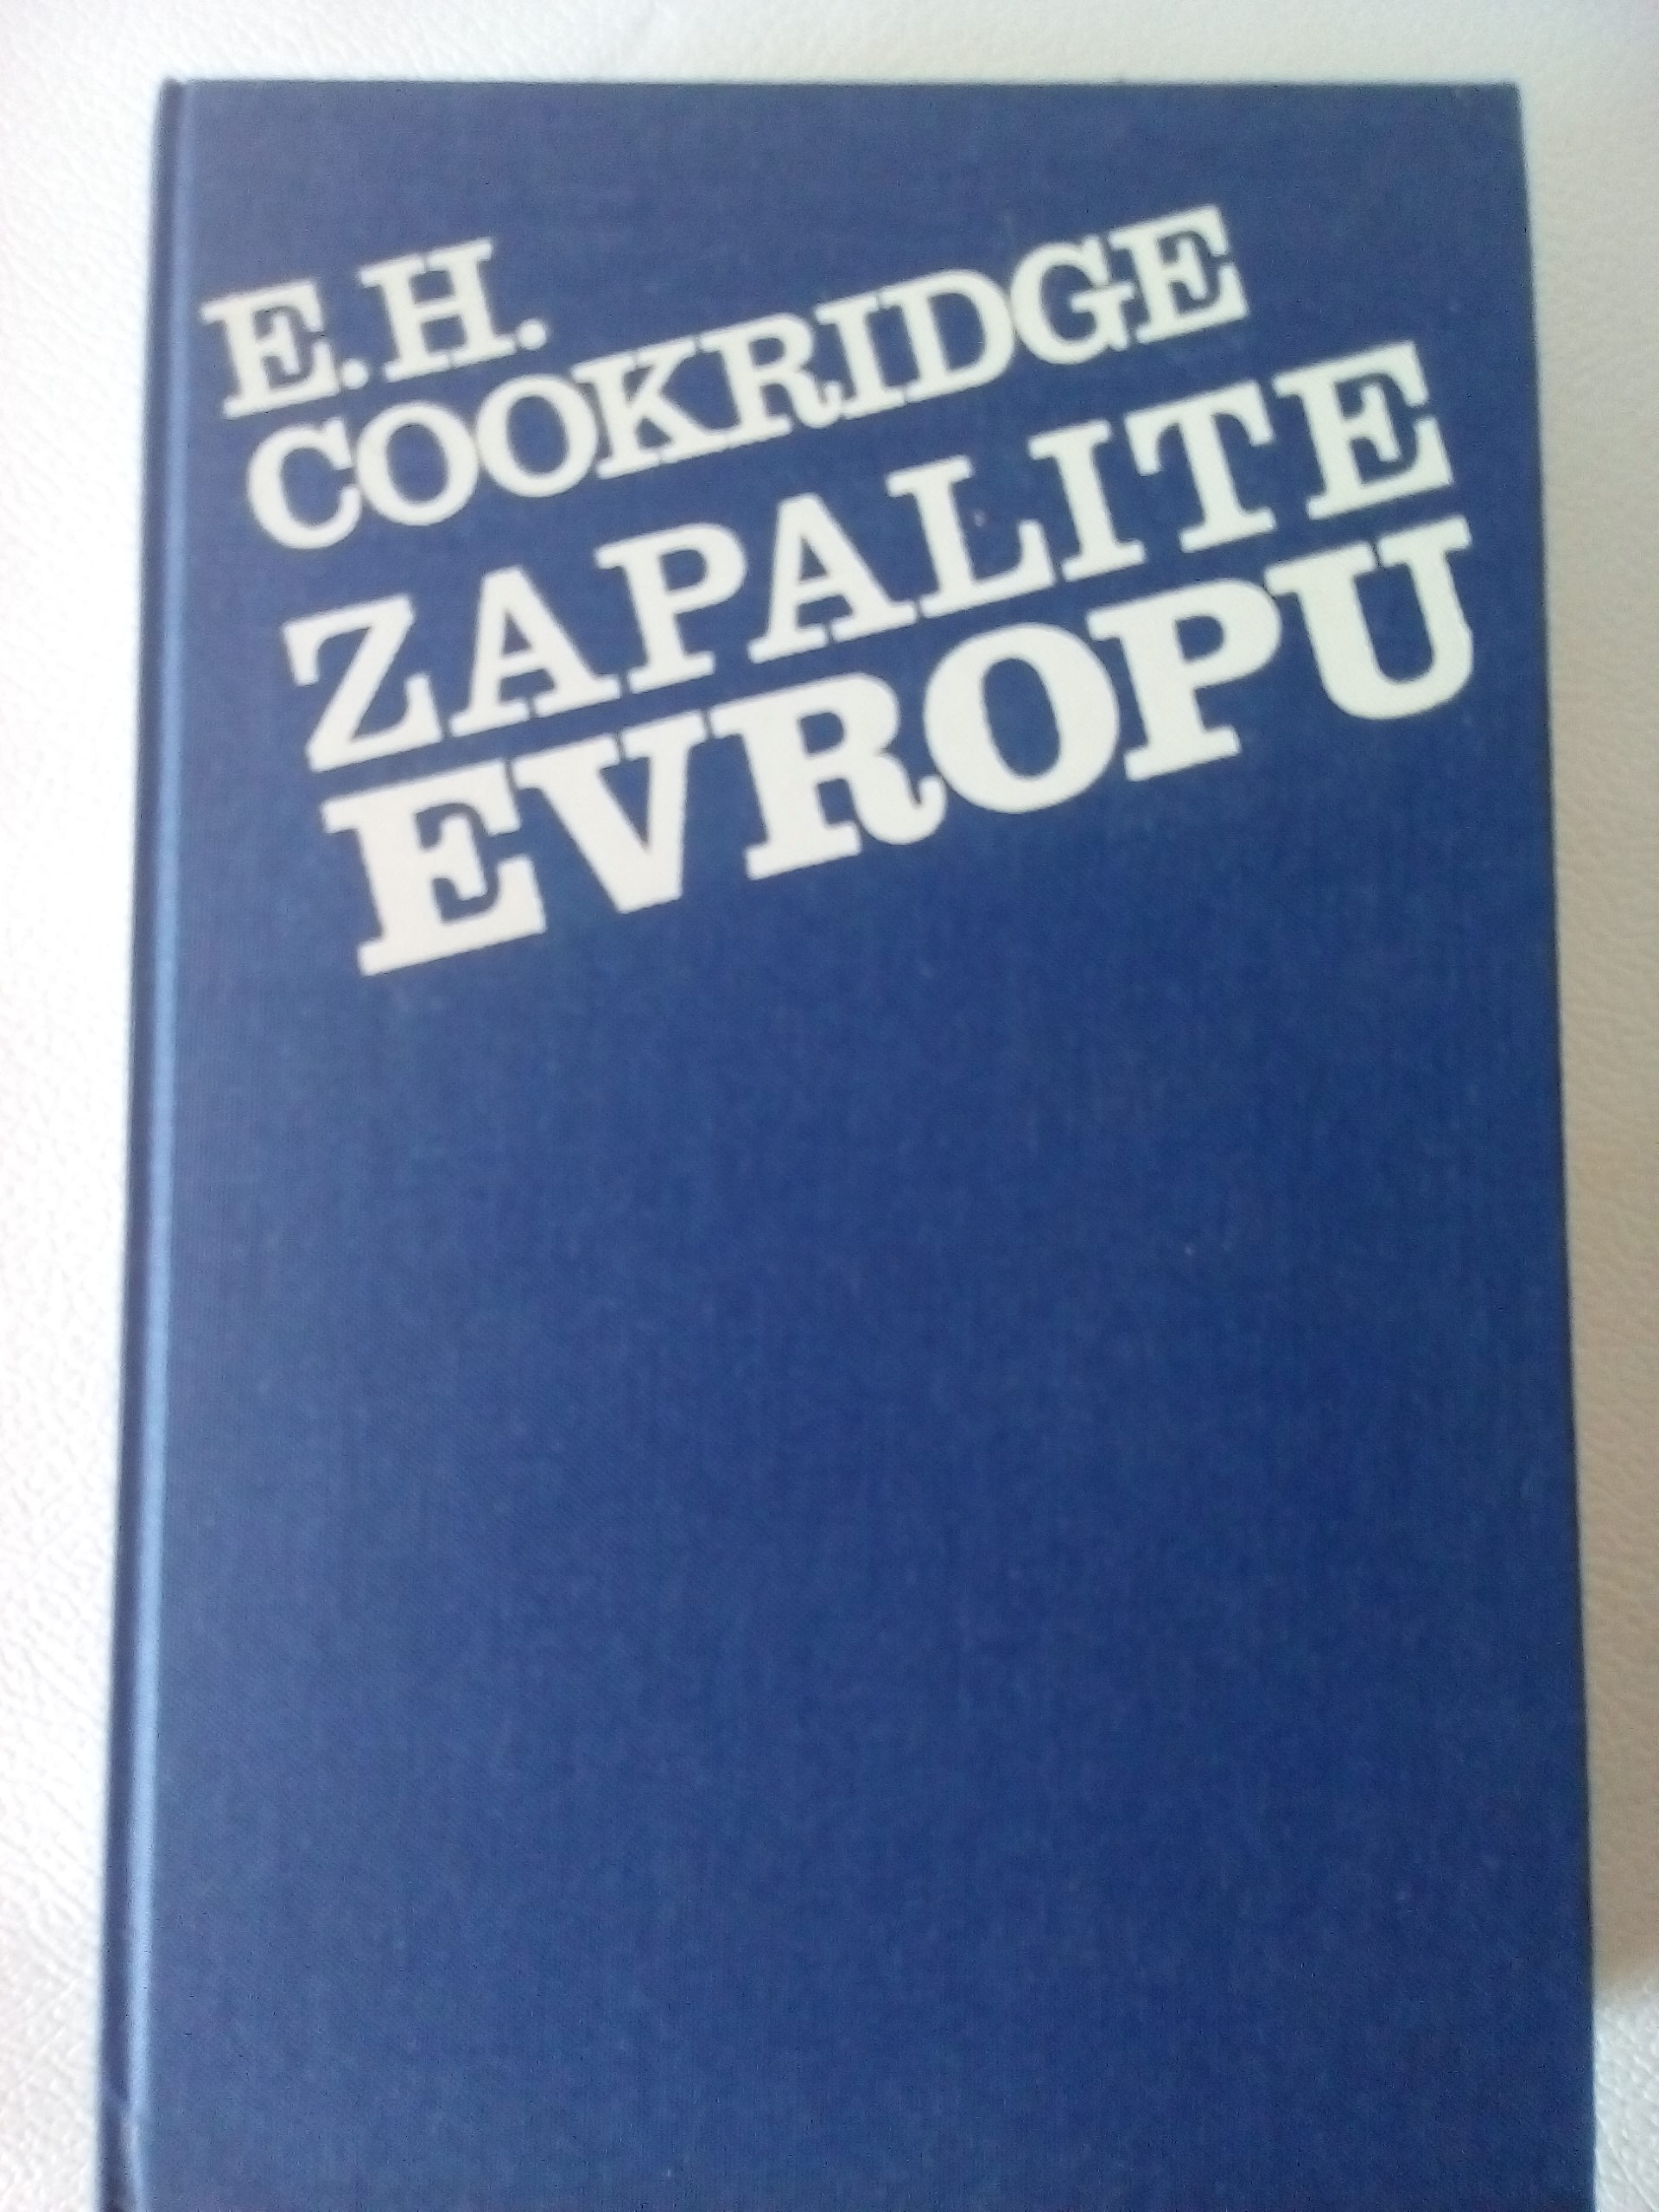 E.H.
COOKRIDGE
ZAPALITE
EVROPU